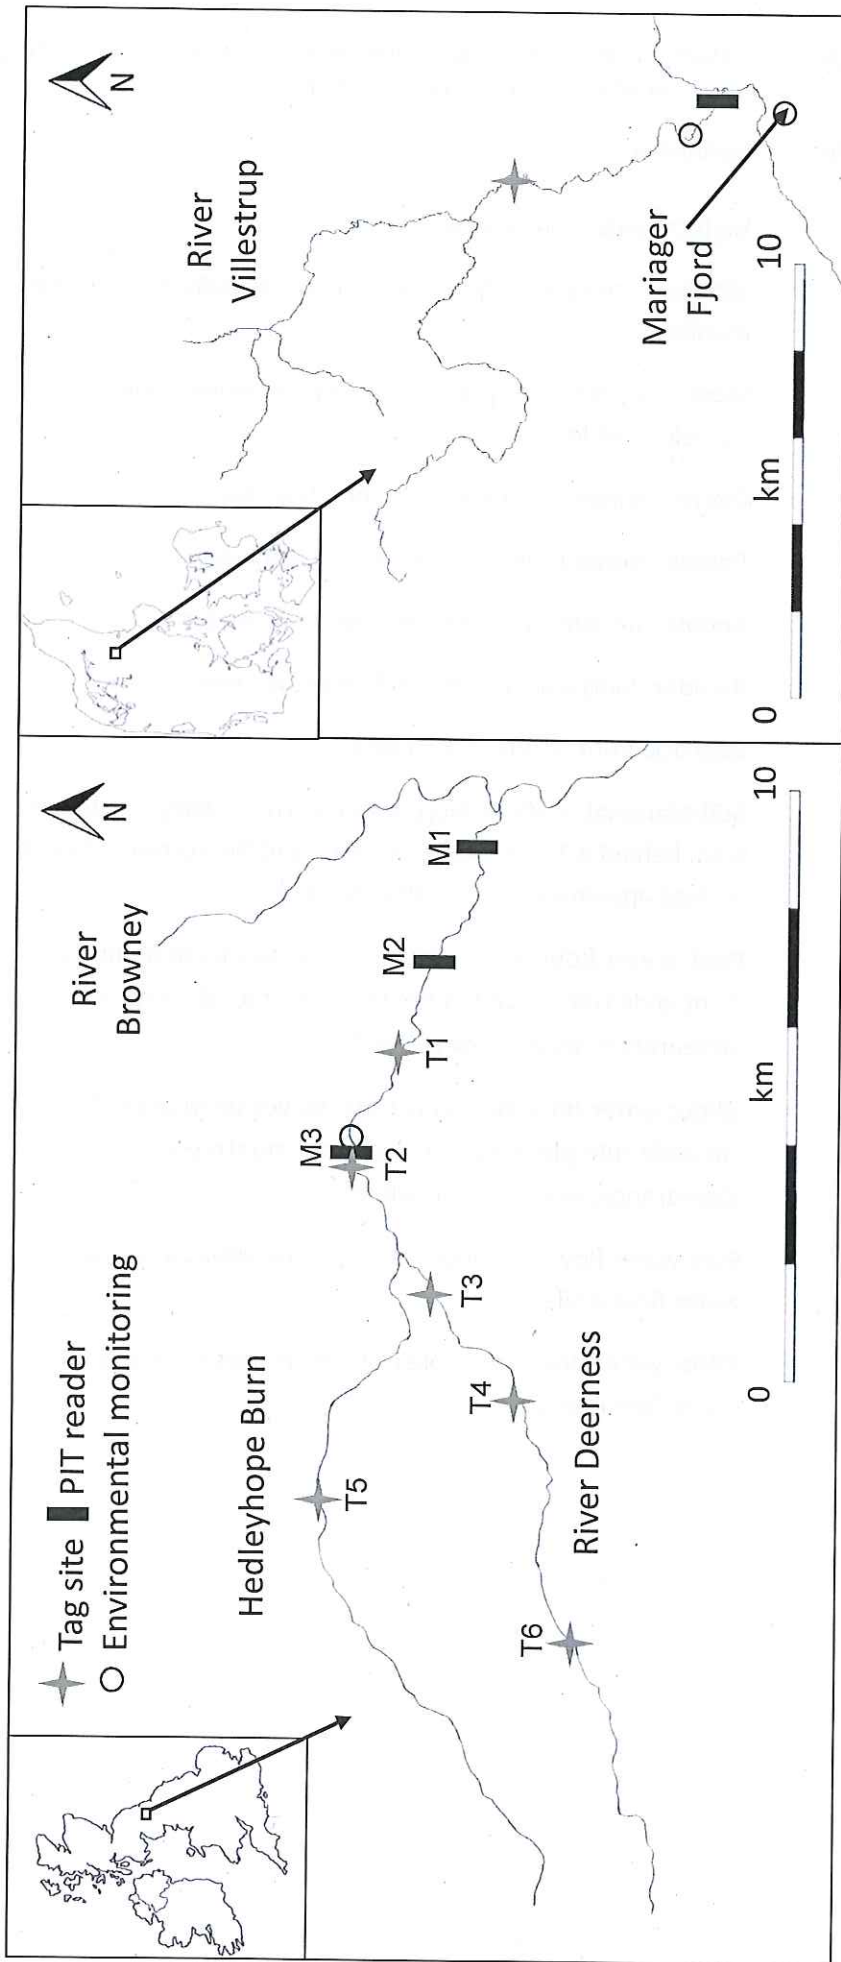 Tag site
PIT reader
Environmental monitoring
N
River
Browney
Hedleyhope Burn
River Deerness
M3
M2
M1
T1
T2
T3
T4
T5
T6
0
km
10
N
River
Villestrup
Mariager
Fjord
0
km
10